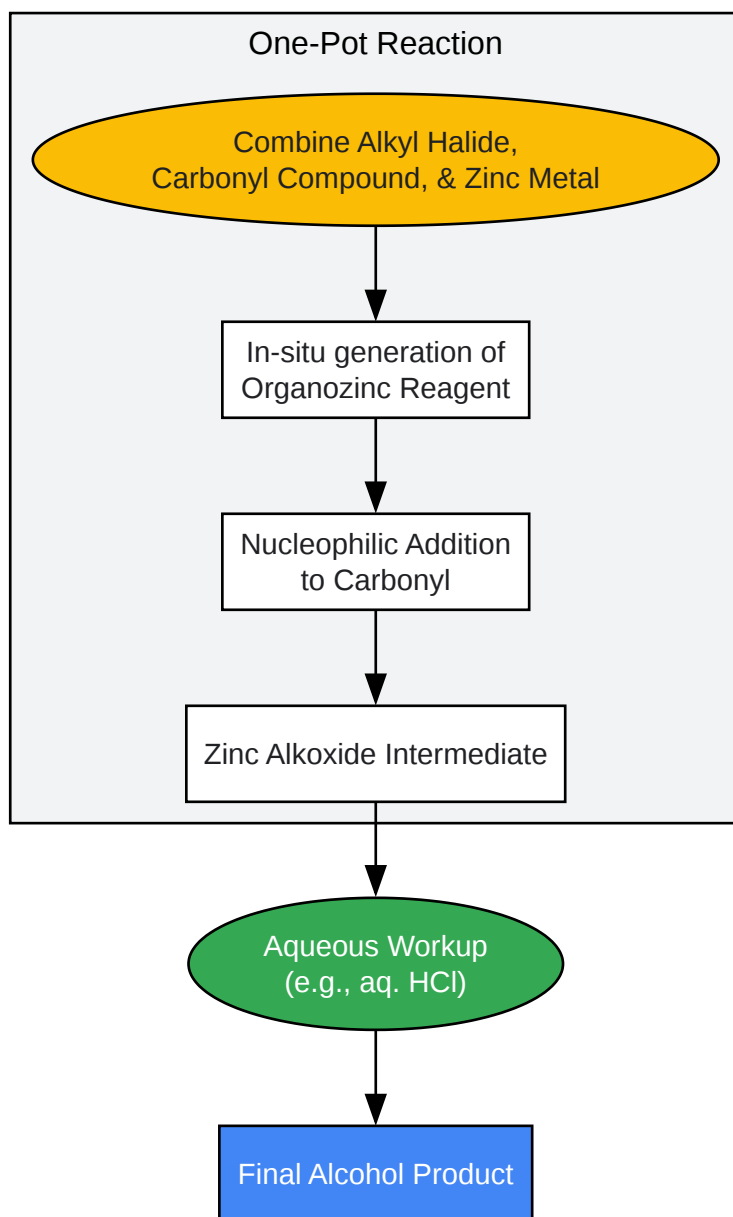 One-Pot Reaction
Combine Alkyl Halide,
Carbonyl Compound, & Zinc Metal
In-situ generation of
Organozinc Reagent
Nucleophilic Addition
to Carbonyl
Zinc Alkoxide Intermediate
Aqueous Workup
(e.g., aq. HCl)
Final Alcohol Product